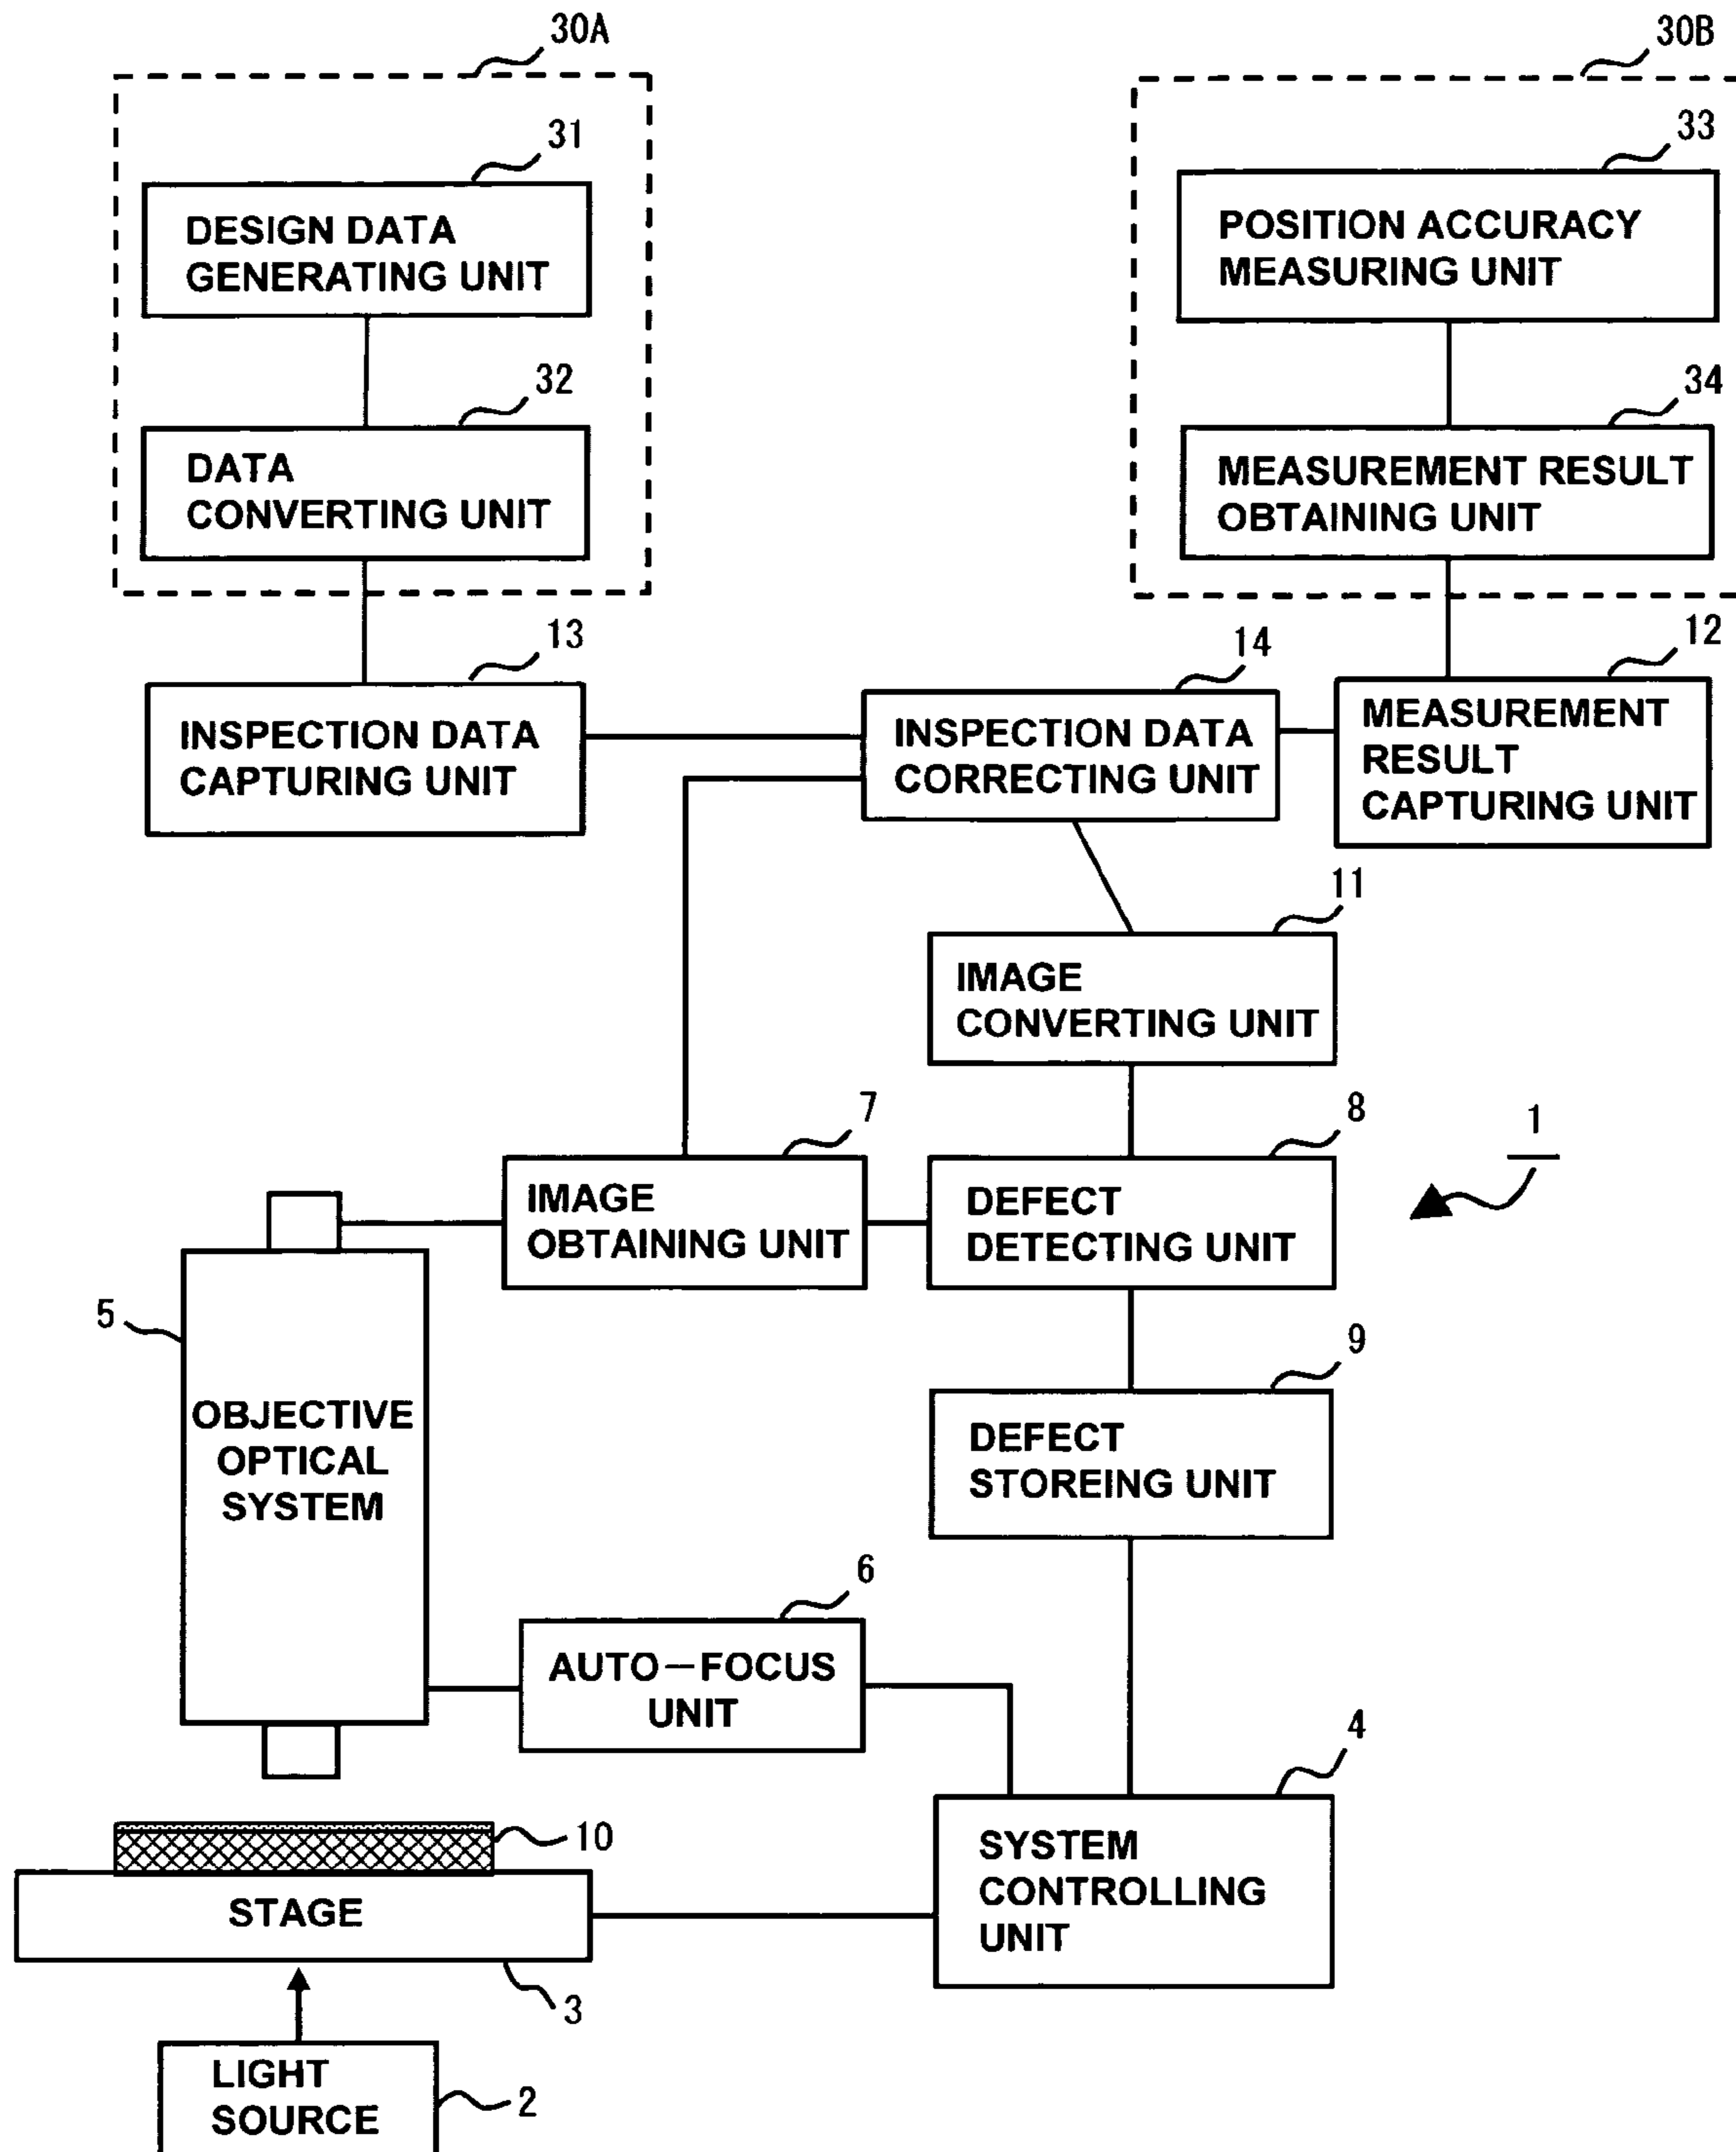 30A
30B
31
DESIGN DATA
GENERATING UNIT
33
POSITION ACCURACY
MEASURING UNIT
32
DATA
CONVERTING UNIT
34
MEASUREMENT RESULT
OBTAINING UNIT
13
INSPECTION DATA
CAPTURING UNIT
14
INSPECTION DATA
CORRECTING UNIT
12
MEASUREMENT
RESULT
CAPTURING UNIT
11
IMAGE
CONVERTING UNIT
7
IMAGE
OBTAINING UNIT
8
DEFECT
DETECTING UNIT
1
5
OBJECTIVE
OPTICAL
SYSTEM
9
DEFECT
STOREING UNIT
6
AUTO－FOCUS
UNIT
4
SYSTEM
CONTROLLING
UNIT
10
STAGE
3
LIGHT
SOURCE
2